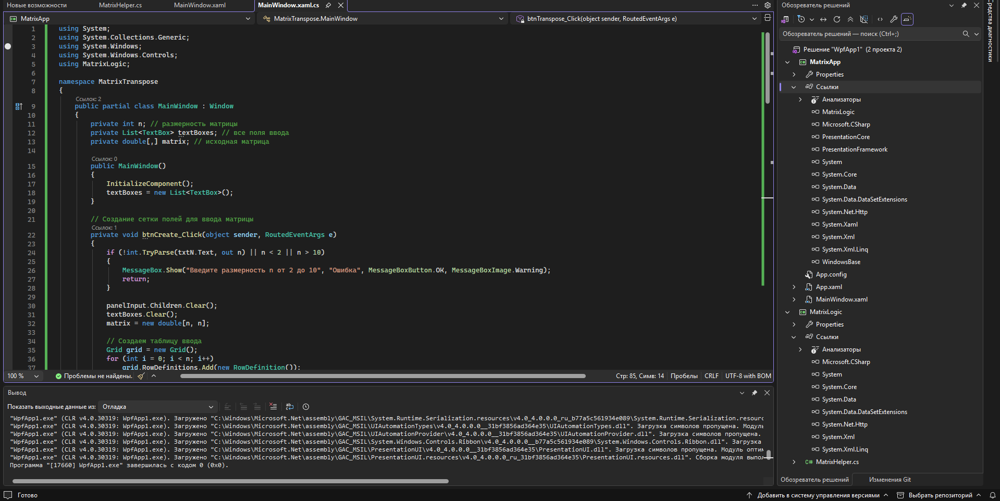 Новые возможности
MatrixHelper.cs
MainWindow.xaml
MainWindow.xaml.cs
MatrixApp
MatrixTranspose.MainWindow
btnTranspose_Click(object sender, RoutedEventArgs e)
1 using System;
2 using System.Collections.Generic;
3 using System.Windows;
4 using System.Windows.Controls;
5 using MatrixLogic;
6
7 namespace MatrixTranspose
8 {
Ссылок: 2
9 public partial class MainWindow : Window
10 {
11 private int n; // размерность матрицы
12 private List<TextBox> textBoxes; // все поля ввода
13 private double[,] matrix; // исходная матрица
14
Ссылок: 0
15 public MainWindow()
16 {
17 InitializeComponent();
18 textBoxes = new List<TextBox>();
19 }
20
21 // Создание сетки полей для ввода матрицы
Ссылок: 1
22 private void btnCreate_Click(object sender, RoutedEventArgs e)
23 {
24 if (!int.TryParse(txtN.Text, out n) || n < 2 || n > 10)
25 {
26 MessageBox.Show("Введите размерность n от 2 до 10", "Ошибка", MessageBoxButton.OK, MessageBoxImage.Warning);
27 return;
28 }
29
30 panelInput.Children.Clear();
31 textBoxes.Clear();
32 matrix = new double[n, n];
33
34 // Создаем таблицу ввода
35 Grid grid = new Grid();
36 for (int i = 0; i < n; i++)
37 grid.RowDefinitions.Add(new RowDefinition());
100 %
Проблемы не найдены.
Стр: 85, Симв: 14
Пробелы
CRLF
UTF-8 with BOM
Вывод
Показать выходные данные из: Отладка
"WpfApp1.exe" (CLR v4.0.30319: WpfApp1.exe). Загружено "C:\Windows\Microsoft.Net\assembly\GAC_MSIL\System.Runtime.Serialization.resources\v4.0_4.0.0.0_ru_b77a5c561934e089\System.Runtime.Serialization.resourc
"WpfApp1.exe" (CLR v4.0.30319: WpfApp1.exe). Загружено "C:\Windows\Microsoft.Net\assembly\GAC_MSIL\UIAutomationTypes\v4.0_4.0.0.0__31bf3856ad364e35\UIAutomationTypes.dll". Загрузка символов пропущена. Модуль
"WpfApp1.exe" (CLR v4.0.30319: WpfApp1.exe). Загружено "C:\Windows\Microsoft.Net\assembly\GAC_MSIL\UIAutomationProvider\v4.0_4.0.0.0__31bf3856ad364e35\UIAutomationProvider.dll". Загрузка символов пропущена.
"WpfApp1.exe" (CLR v4.0.30319: WpfApp1.exe). Загружено "C:\Windows\Microsoft.Net\assembly\GAC_MSIL\System.Windows.Controls.Ribbon\v4.0_4.0.0.0__b77a5c561934e089\System.Windows.Controls.Ribbon.dll". Загрузка
"WpfApp1.exe" (CLR v4.0.30319: WpfApp1.exe). Загружено "C:\Windows\Microsoft.Net\assembly\GAC_MSIL\PresentationUI\v4.0_4.0.0.0__31bf3856ad364e35\PresentationUI.dll". Загрузка символов пропущена. Модуль оптим
"WpfApp1.exe" (CLR v4.0.30319: WpfApp1.exe). Загружено "C:\Windows\Microsoft.Net\assembly\GAC_MSIL\PresentationUI.resources\v4.0_4.0.0.0_ru_31bf3856ad364e35\PresentationUI.resources.dll". Сборка модуля выпол
Программа "[17660] WpfApp1.exe" завершилась с кодом 0 (0x0).
Обозреватель решений
Обозреватель решений — поиск (Ctrl+;)
Решение "WpfApp1" (2 проекта 2)
MatrixApp
Properties
Ссылки
Анализаторы
MatrixLogic
Microsoft.CSharp
PresentationCore
PresentationFramework
System
System.Core
System.Data
System.Data.DataSetExtensions
System.Net.Http
System.Xaml
System.Xml
System.Xml.Linq
WindowsBase
App.config
App.xaml
MainWindow.xaml
MatrixLogic
Properties
Ссылки
Анализаторы
Microsoft.CSharp
System
System.Core
System.Data
System.Data.DataSetExtensions
System.Net.Http
System.Xml
System.Xml.Linq
C# MatrixHelper.cs
Обозреватель решений
Изменения Git
Средства диагностики
Готово
Добавить в систему управления версиями
Выбрать репозиторий